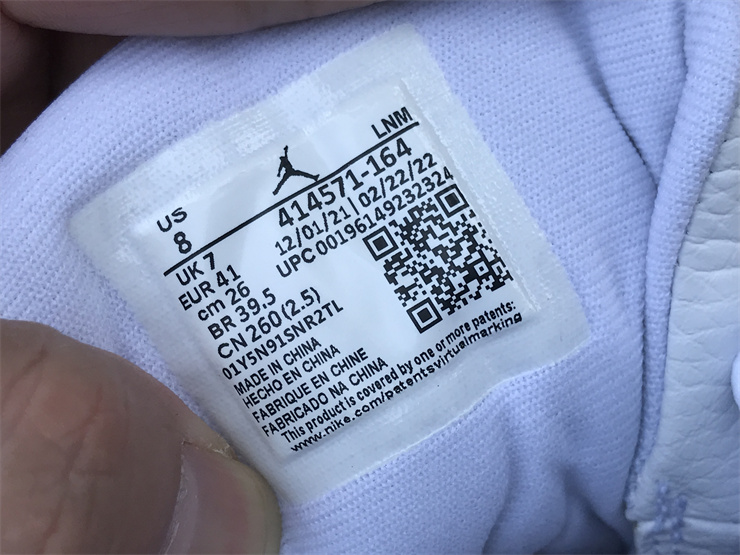 LNM
US
8
414571-164
12/01/21 | 02/22/22
UPC 00196149232324
UK 7
EUR 41
cm 26
BR 39.5
CN 260(2.5)
01Y5N91SNR2TL
MADE IN CHINA
HECHO EN CHINA
FABRIQUE EN CHINE
FABRICADO NA CHINA
This product is covered by one or more patents:
www.nike.com/patentsvirtualmarking